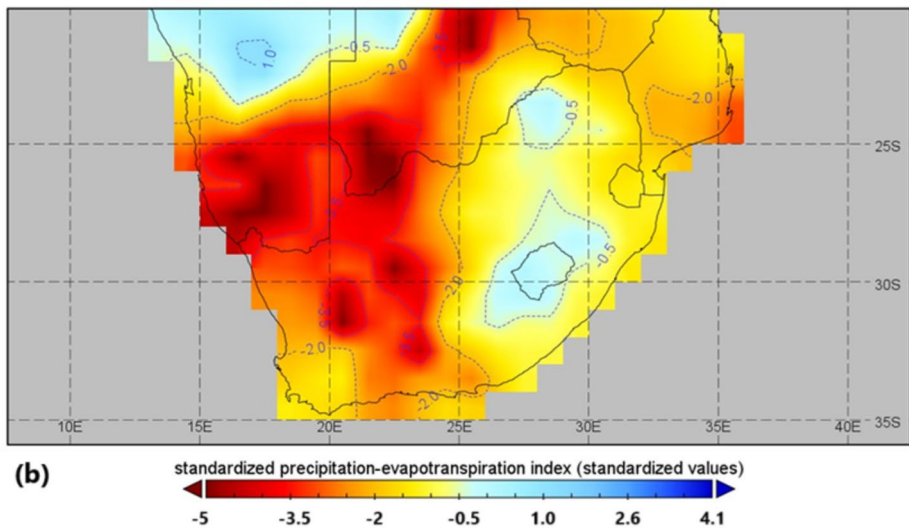 1.0
-0.5
-2.0
-0.5
-2.0
25S
-0.5
-2.0
30S
-2.0
-2.0
35S
10E 15E 20E 25E 30E 35E 40E
(b)
standardized precipitation-evapotranspiration index (standardized values)
-5 -3.5 -2 -0.5 1.0 2.6 4.1